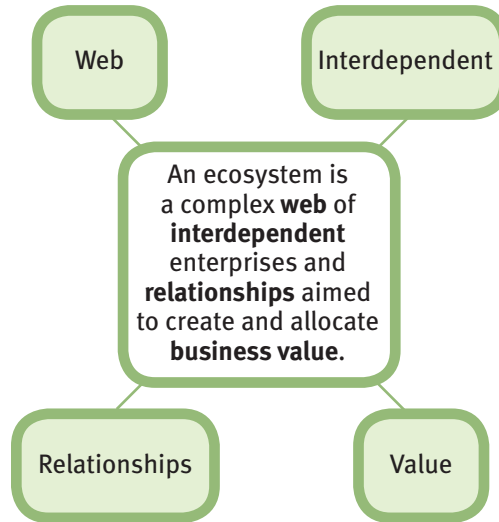 Web
Interdependent
An ecosystem is
a complex web of
interdependent
enterprises and
relationships aimed
to create and allocate
business value.
Relationships
Value